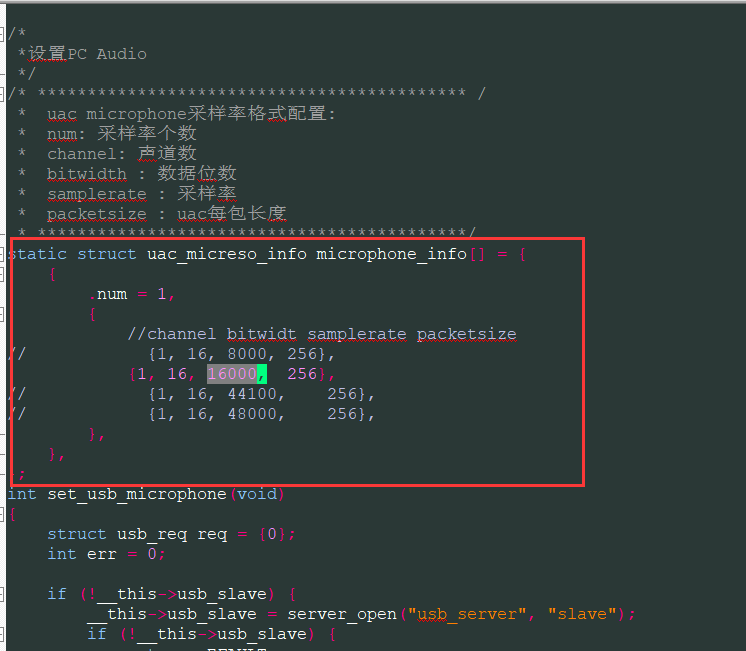 /*
 *设置PC Audio
 */
/* ******************************************* /
 *  uac microphone采样率格式配置:
 *  num: 采样率个数
 *  channel: 声道数
 *  bitwidth : 数据位数
 *  samplerate : 采样率
 *  packetsize : uac每包长度
 * *******************************************/
static struct uac_micreso_info microphone_info[] = {
    {
        .num = 1,
        {
            //channel bitwidt samplerate packetsize
//            {1, 16, 8000, 256},
            {1, 16, 16000,  256},
//            {1, 16, 44100,    256},
//            {1, 16, 48000,    256},
        },
    },
};
int set_usb_microphone(void)
{
    struct usb_req req = {0};
    int err = 0;
    if (!__this->usb_slave) {
        __this->usb_slave = server_open("usb_server", "slave");
        if (!__this->usb_slave) {